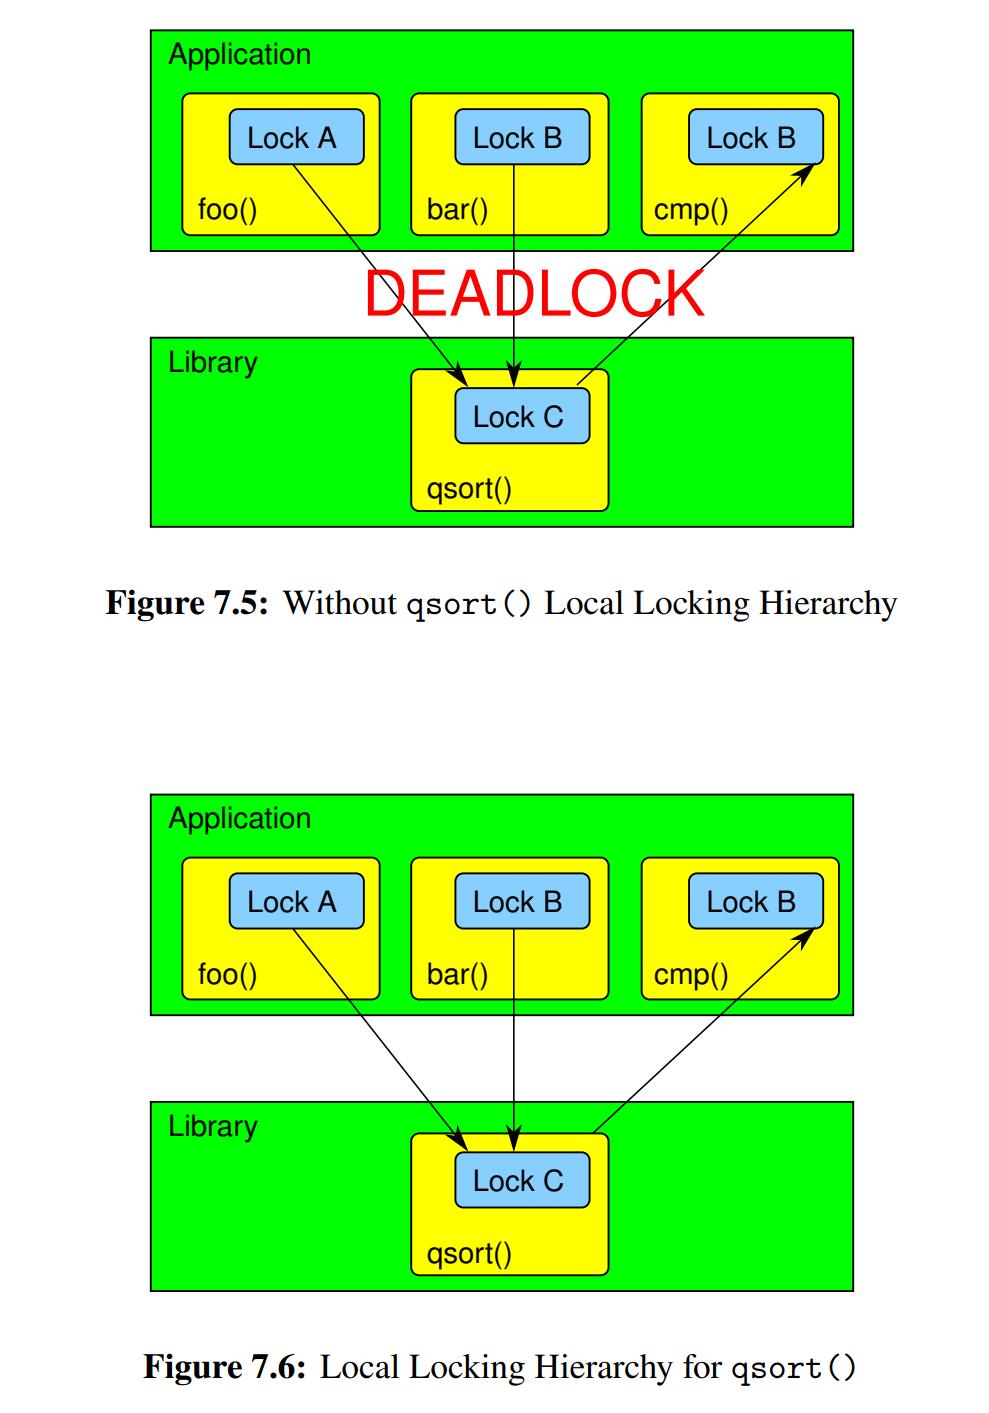 Application
Lock A
Lock B
Lock B
foo()
bar()
cmp()
DEADLOCK
Library
Lock C
qsort()
Figure 7.5: Without qsort() Local Locking Hierarchy
Application
Lock A
Lock B
Lock B
foo()
bar()
cmp()
Library
Lock C
qsort()
Figure 7.6: Local Locking Hierarchy for qsort()